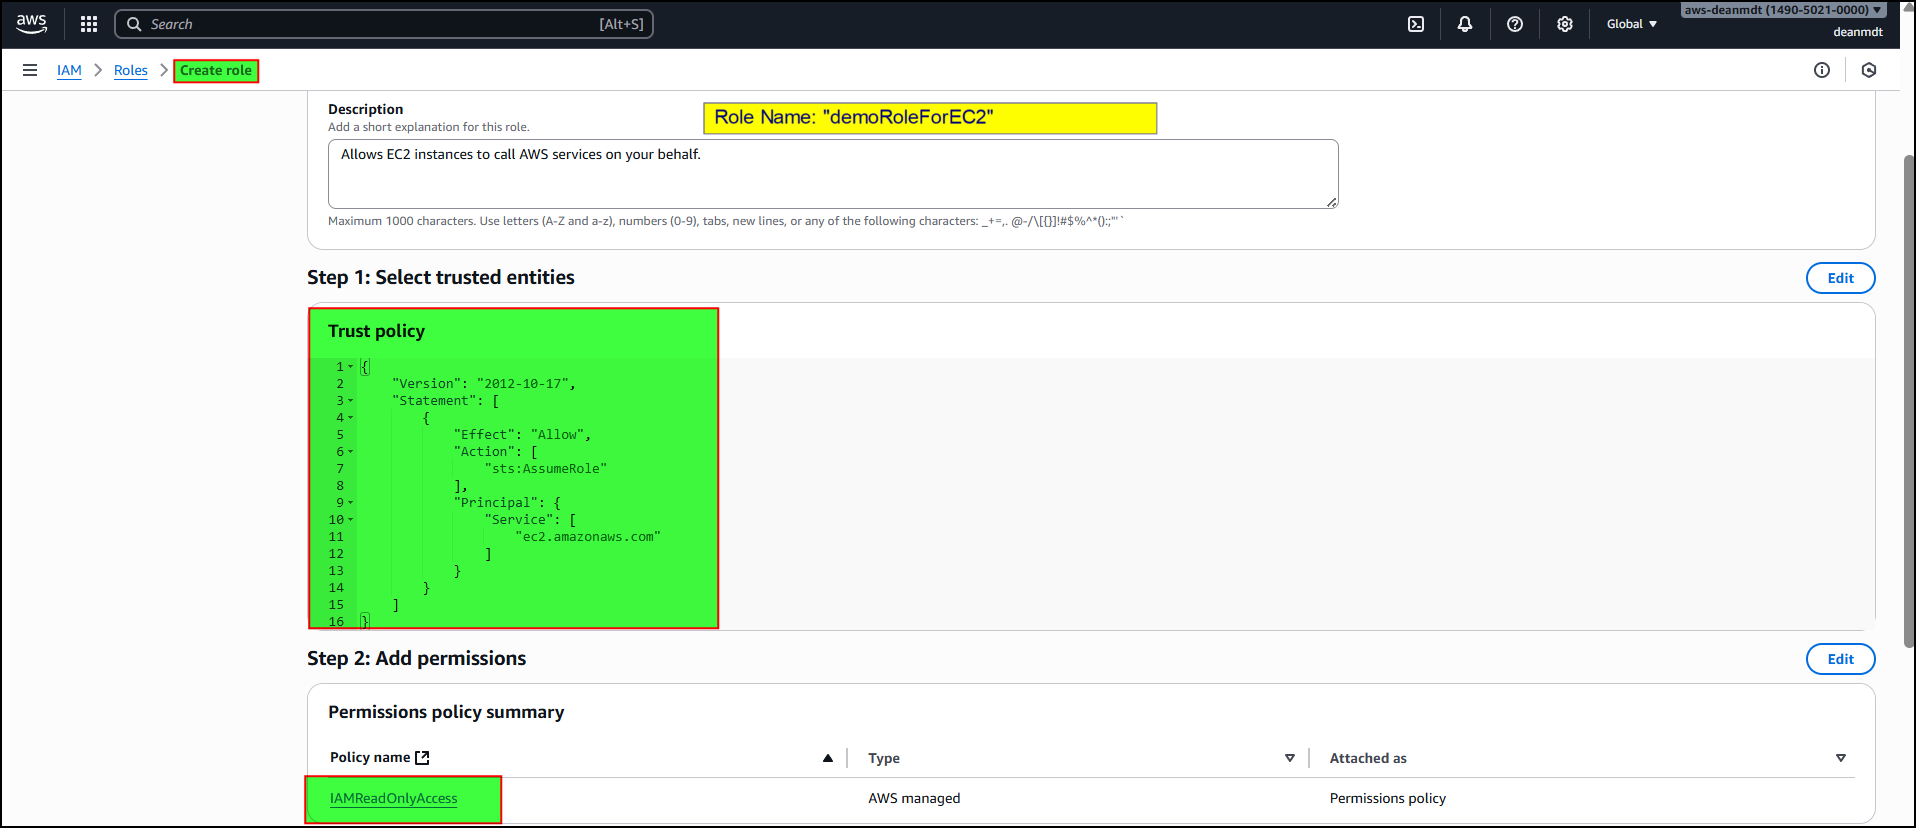 aws
Search [Alt+S]
Global
aws-deanmdt (1490-5021-0000)
deanmdt
IAM
Roles
Create role
Description
Add a short explanation for this role.
Role Name: "demoRoleForEC2"
Allows EC2 instances to call AWS services on your behalf.
Maximum 1000 characters. Use letters (A-Z and a-z), numbers (0-9), tabs, new lines, or any of the following characters: _+=,. @-/\[{}]!#$%^*();:"'`
Step 1: Select trusted entities
Edit
Trust policy
1 {
2 "Version": "2012-10-17",
3 "Statement": [
4 {
5 "Effect": "Allow",
6 "Action": [
7 "sts:AssumeRole"
8 ],
9 "Principal": {
10 "Service": [
11 "ec2.amazonaws.com"
12 ]
13 }
14 }
15 ]
16 }
Step 2: Add permissions
Edit
Permissions policy summary
Policy name
Type
Attached as
IAMReadOnlyAccess
AWS managed
Permissions policy